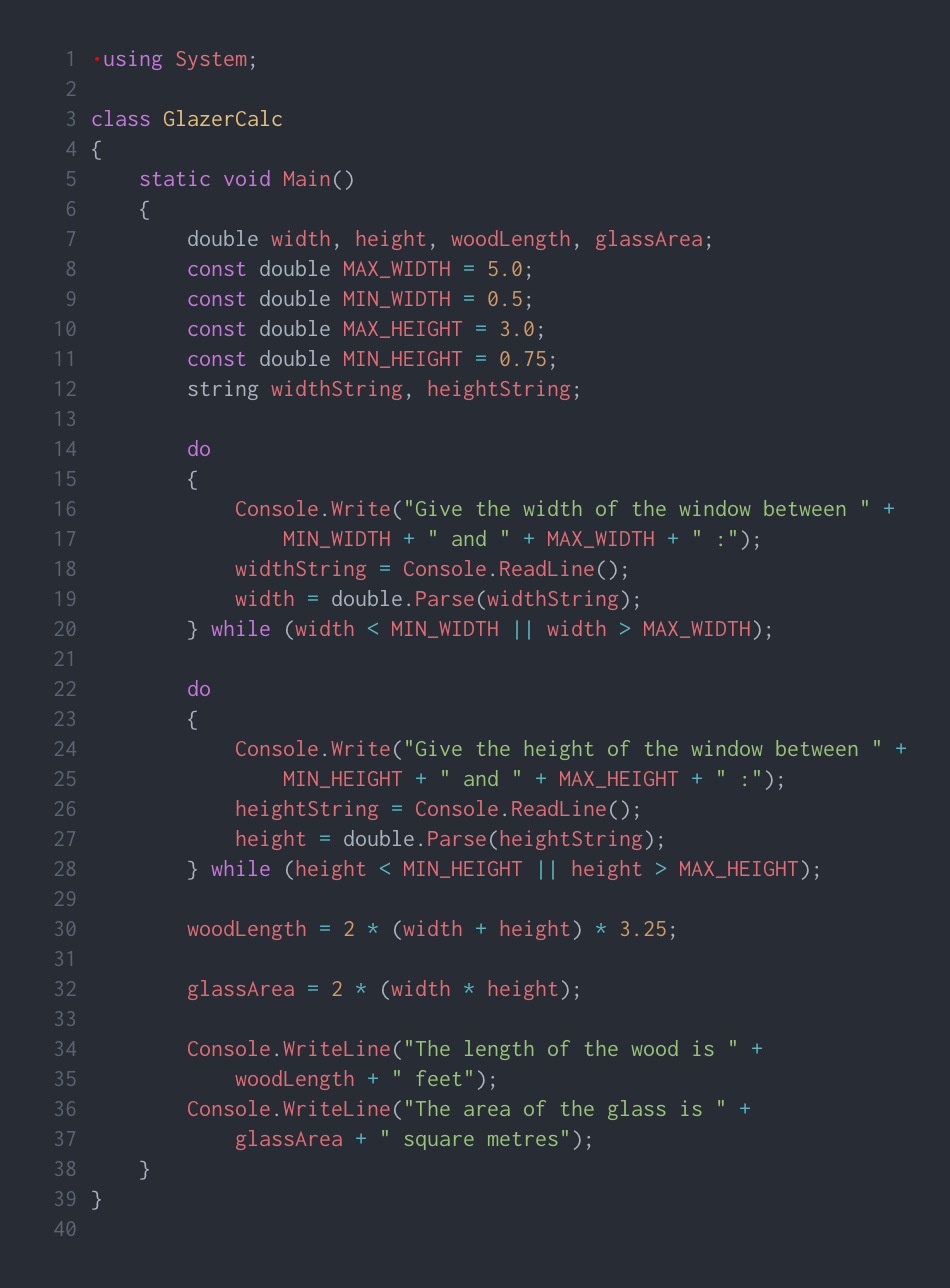 1 ·using System;
2
3 class GlazerCalc
4 {
5     static void Main()
6     {
7         double width, height, woodLength, glassArea;
8         const double MAX_WIDTH = 5.0;
9         const double MIN_WIDTH = 0.5;
10         const double MAX_HEIGHT = 3.0;
11         const double MIN_HEIGHT = 0.75;
12         string widthString, heightString;
13
14         do
15         {
16             Console.Write("Give the width of the window between " +
17                 MIN_WIDTH + " and " + MAX_WIDTH + " :");
18             widthString = Console.ReadLine();
19             width = double.Parse(widthString);
20         } while (width < MIN_WIDTH || width > MAX_WIDTH);
21
22         do
23         {
24             Console.Write("Give the height of the window between " +
25                 MIN_HEIGHT + " and " + MAX_HEIGHT + " :");
26             heightString = Console.ReadLine();
27             height = double.Parse(heightString);
28         } while (height < MIN_HEIGHT || height > MAX_HEIGHT);
29
30         woodLength = 2 * (width + height) * 3.25;
31
32         glassArea = 2 * (width * height);
33
34         Console.WriteLine("The length of the wood is " +
35             woodLength + " feet");
36         Console.WriteLine("The area of the glass is " +
37             glassArea + " square metres");
38     }
39 }
40